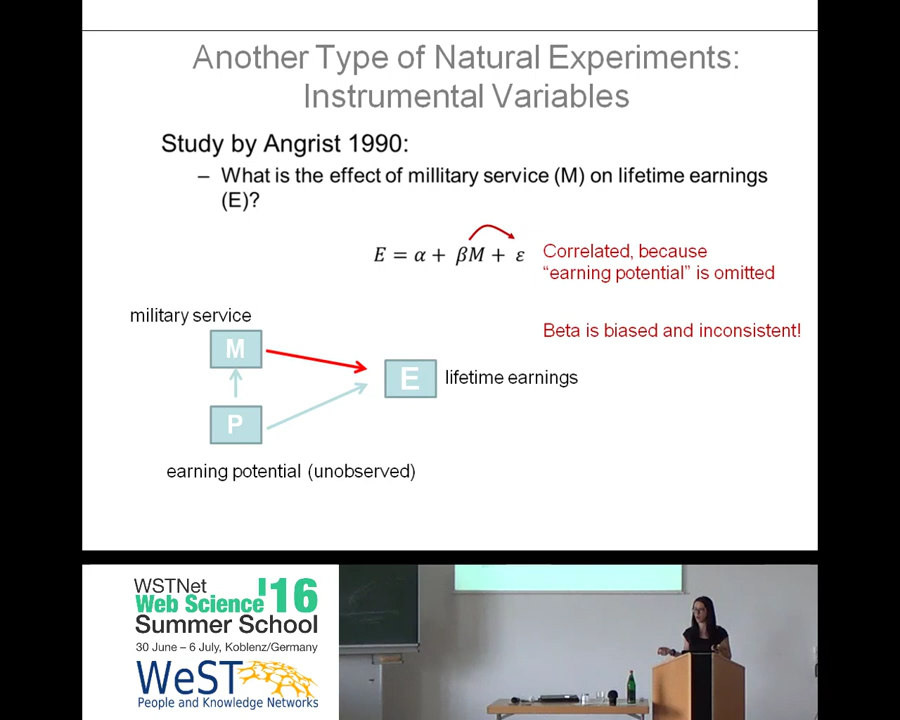 Another Type of Natural Experiments:
Instrumental Variables
Study by Angrist 1990:
– What is the effect of millitary service (M) on lifetime earnings
(E)?
E = α + βM + ε
Correlated, because
“earning potential” is omitted
Beta is biased and inconsistent!
military service
M
E
lifetime earnings
P
earning potential (unobserved)
WSTNet
Web Science '16
Summer School
30 June – 6 July, Koblenz/Germany
WeST
People and Knowledge Networks